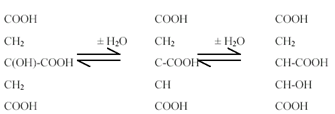 COOH COOH COOH
CH₂ ± H₂O CH₂ ± H₂O CH₂
C(OH)-COOH C-COOH CH-COOH
CH₂ CH CH-OH
COOH COOH COOH